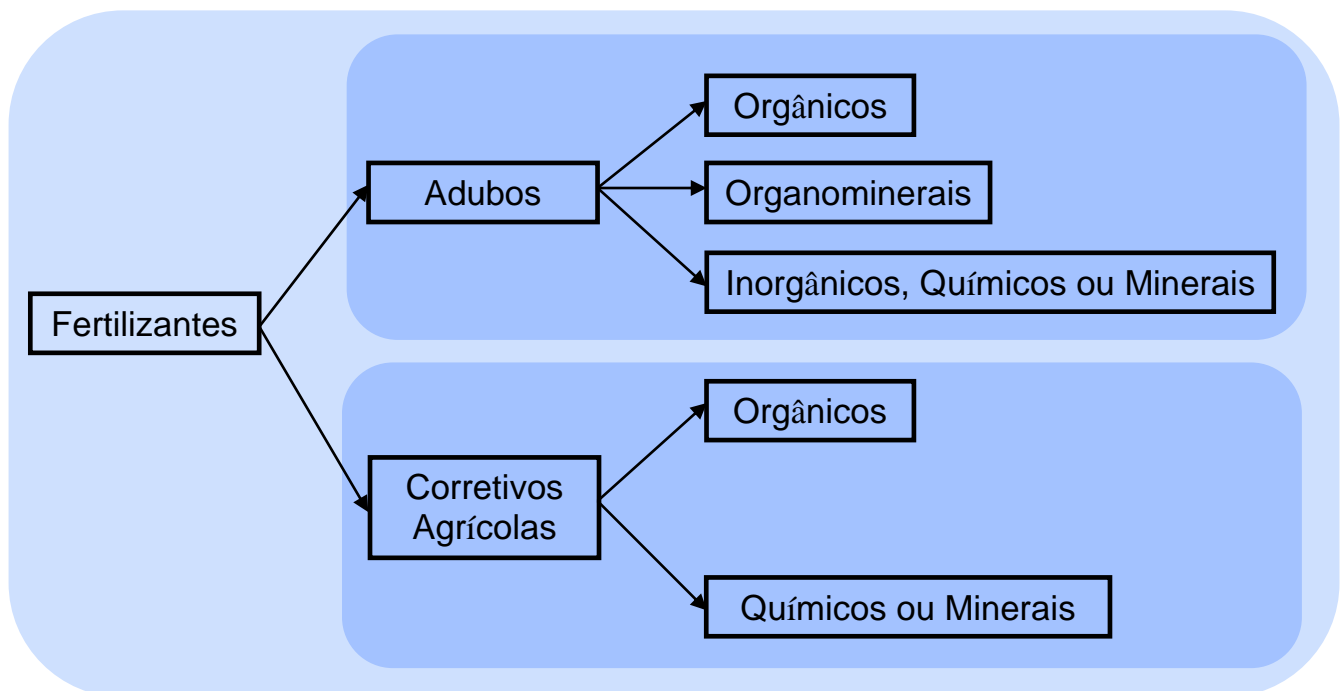 Fertilizantes
Adubos
Orgânicos
Organominerais
Inorgânicos, Químicos ou Minerais
Corretivos
Agrícolas
Orgânicos
Químicos ou Minerais